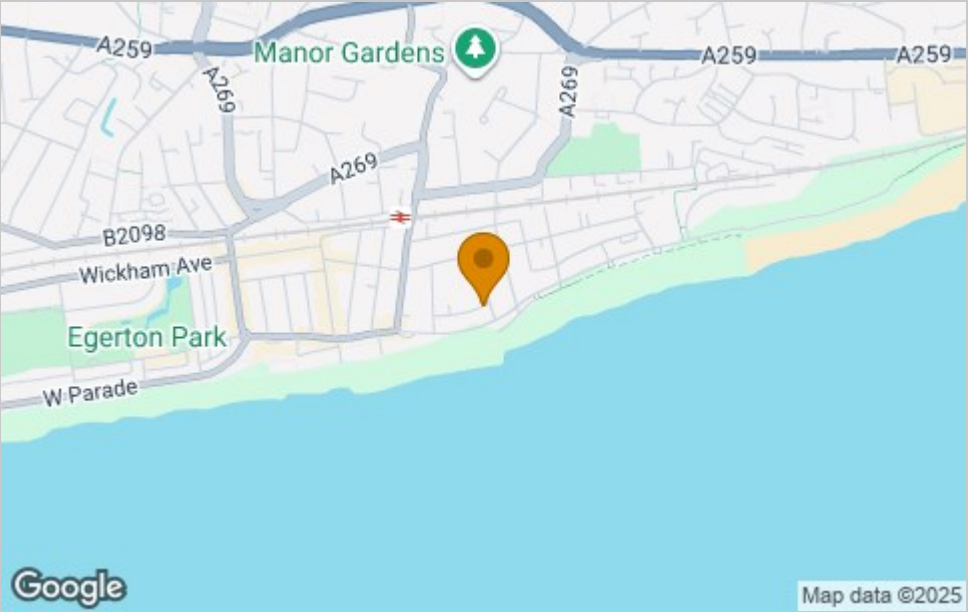 A259
Manor Gardens
A259
A259
A269
A269
A269
B2098
Wickham Ave
Egerton Park
W Parade
Google
Map data ©2025